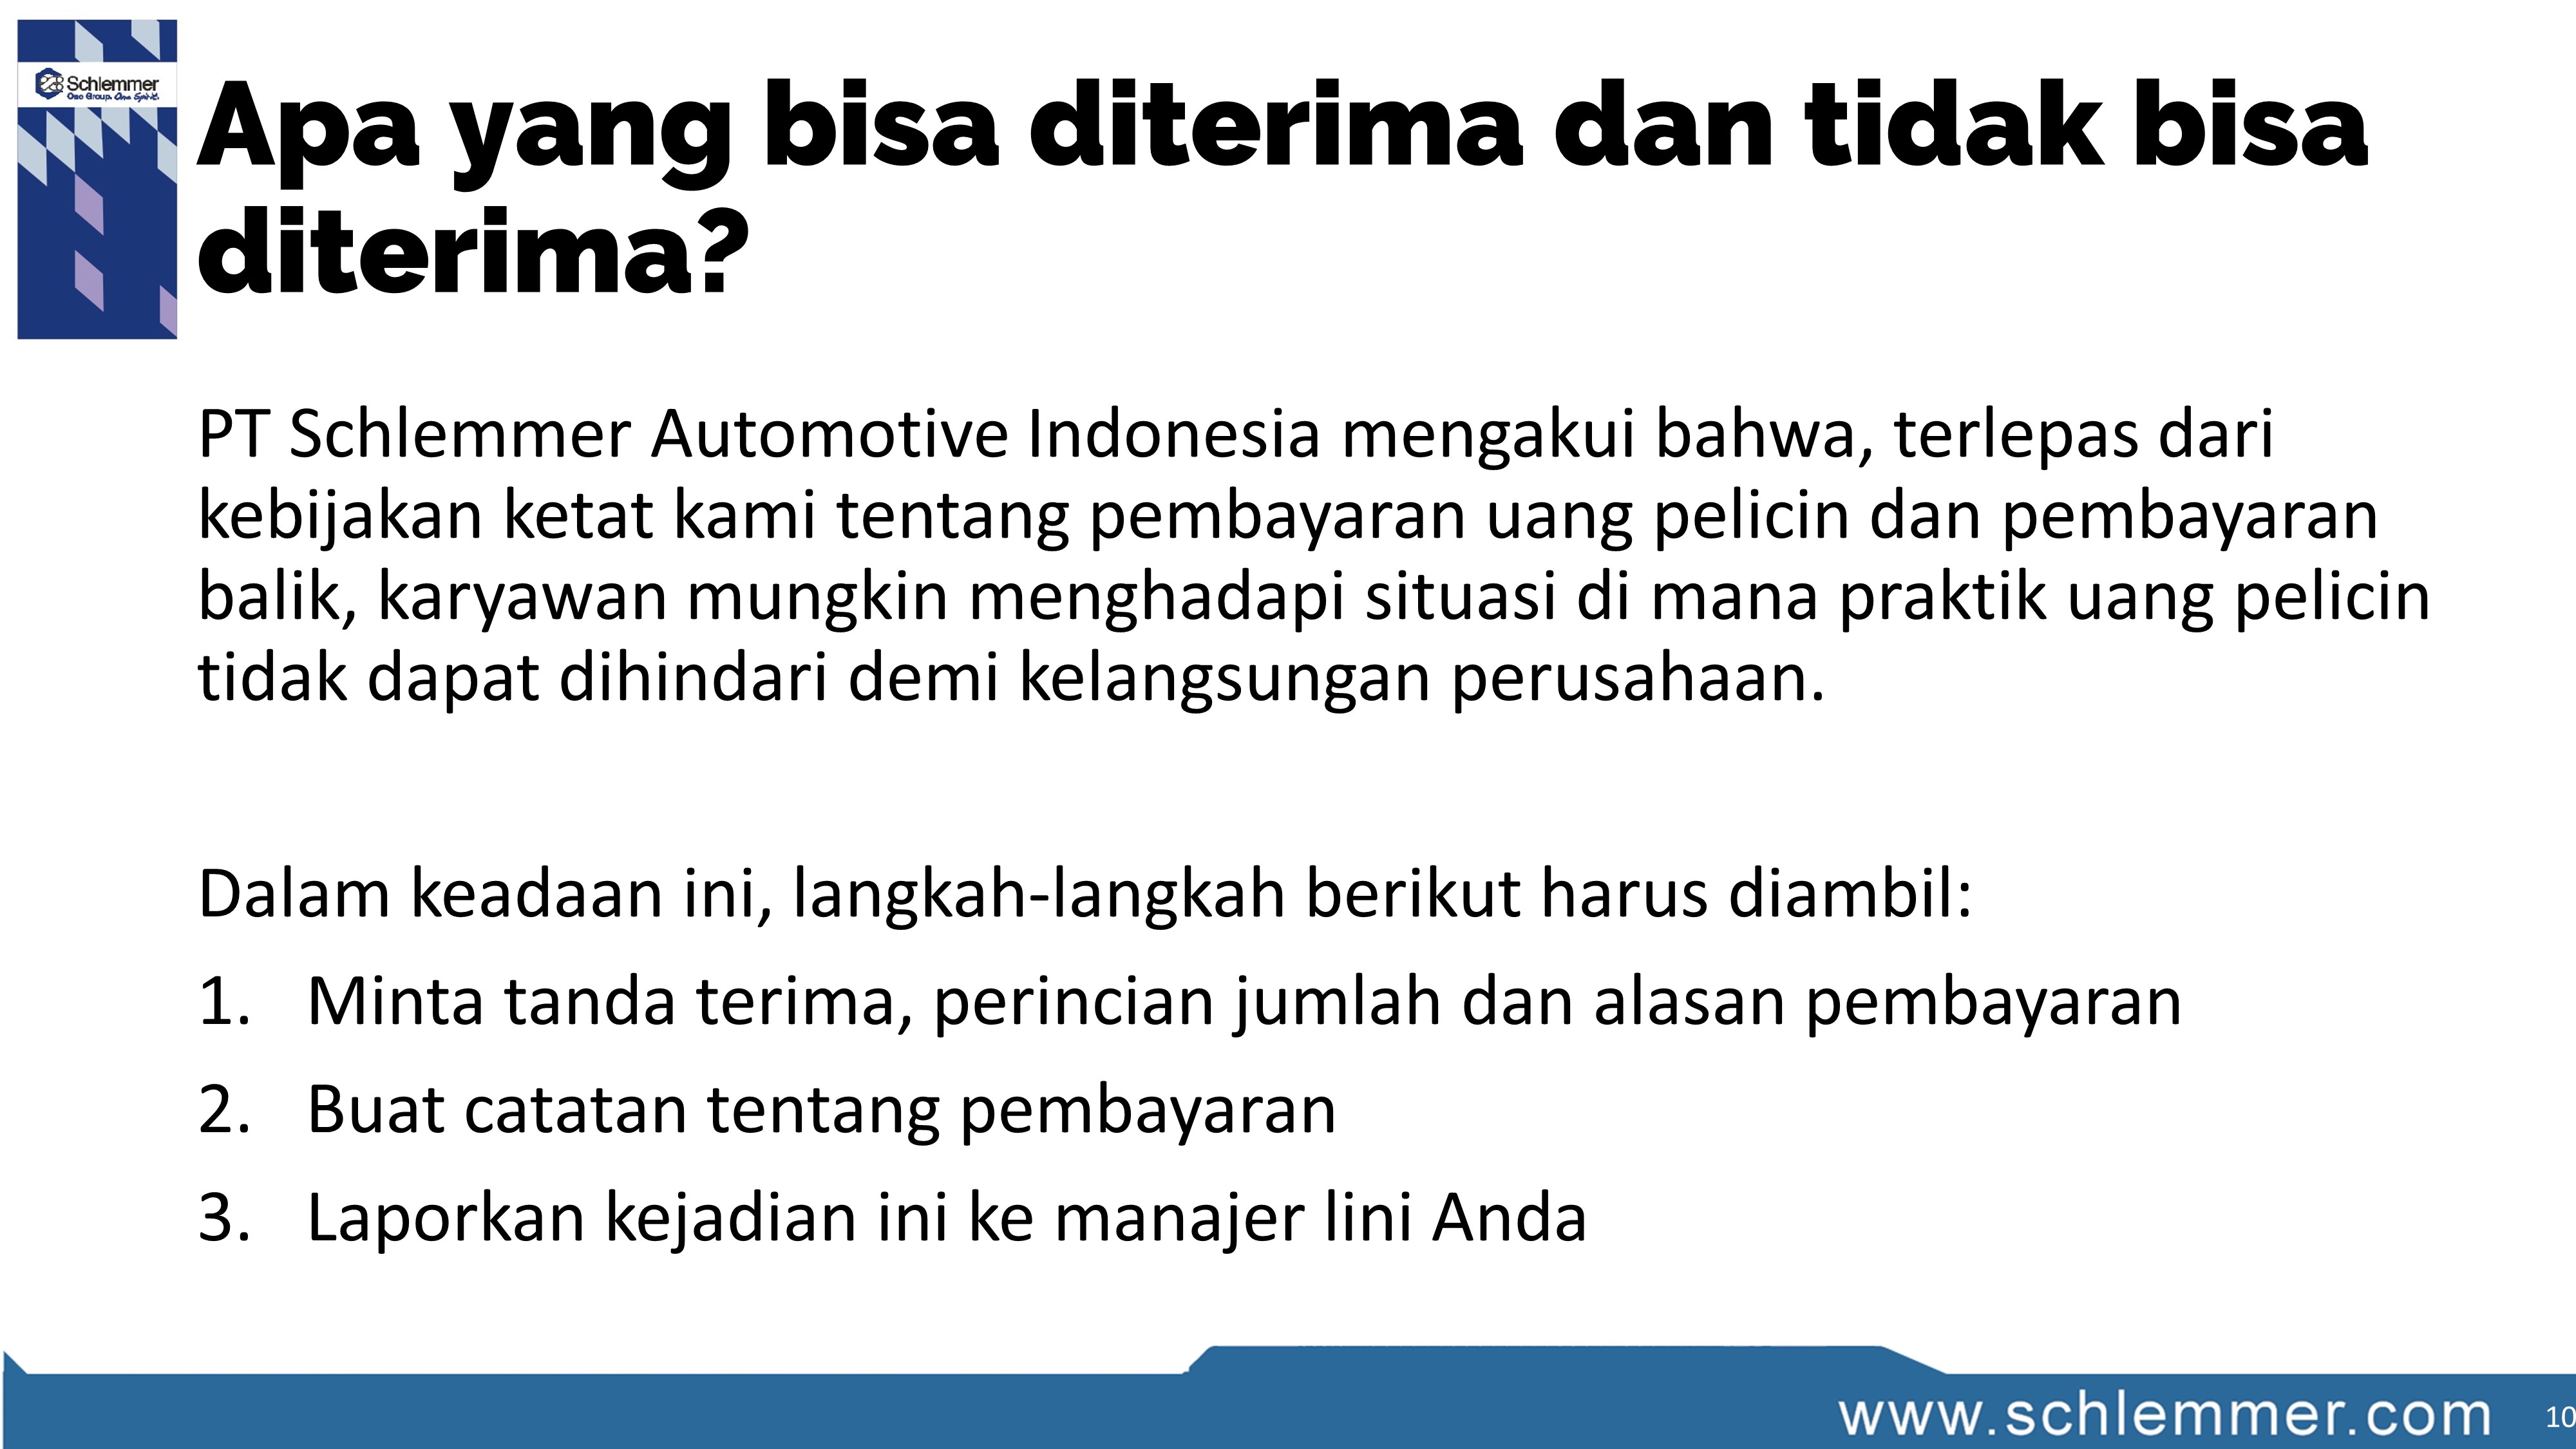 Schlemmer
One Group. One Spirit.
Apa yang bisa diterima dan tidak bisa
diterima?
PT Schlemmer Automotive Indonesia mengakui bahwa, terlepas dari
kebijakan ketat kami tentang pembayaran uang pelicin dan pembayaran
balik, karyawan mungkin menghadapi situasi di mana praktik uang pelicin
tidak dapat dihindari demi kelangsungan perusahaan.
Dalam keadaan ini, langkah-langkah berikut harus diambil:
1. Minta tanda terima, perincian jumlah dan alasan pembayaran
2. Buat catatan tentang pembayaran
3. Laporkan kejadian ini ke manajer lini Anda
www.schlemmer.com
10